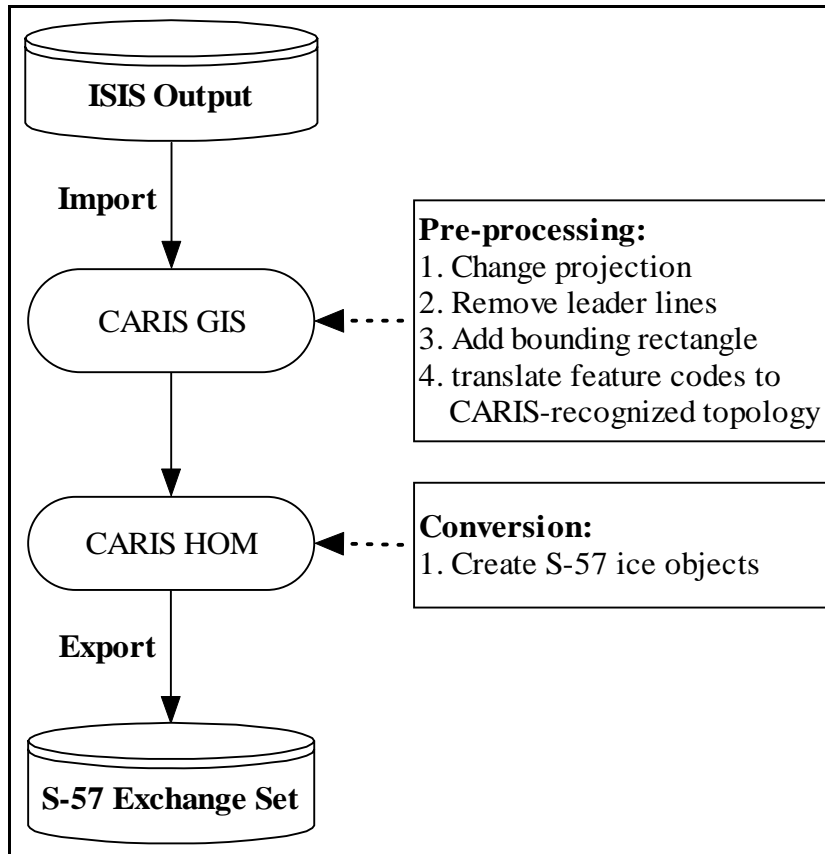 ISIS Output
Import
Pre-processing:
1. Change projection
2. Remove leader lines
3. Add bounding rectangle
4. translate feature codes to
CARIS-recognized topology
CARIS GIS
Conversion:
1. Create S-57 ice objects
CARIS HOM
Export
S-57 Exchange Set